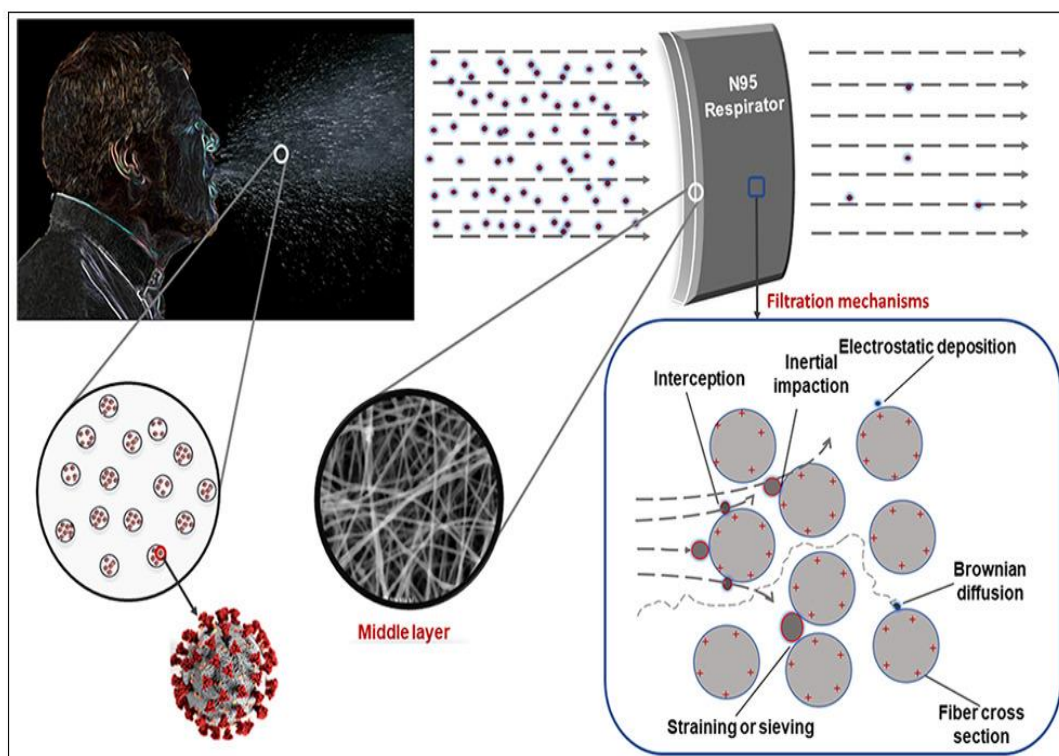 N95
Respirator
Filtration mechanisms
Electrostatic deposition
Inertial
impaction
Interception
Brownian
diffusion
Middle layer
Fiber cross
section
Straining or sieving